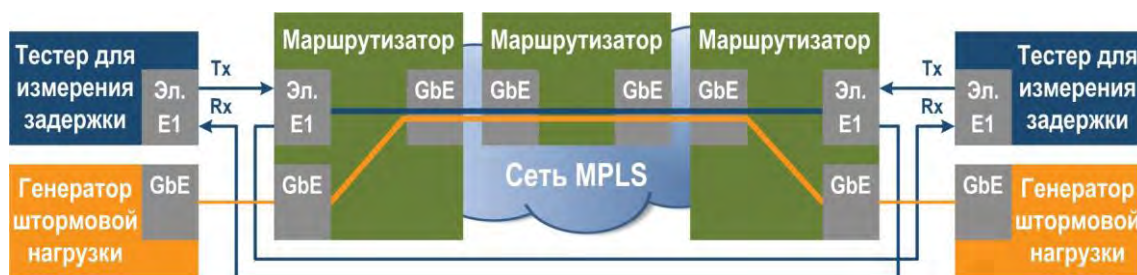 Тестер для
измерения
задержки
Эл.
E1
Tx
Rx
Генератор
штормовой
нагрузки
GbE
Маршрутизатор
Эл.
E1
GbE
GbE
Маршрутизатор
GbE
GbE
Сеть MPLS
Маршрутизатор
GbE
Эл.
E1
GbE
Tx
Rx
Эл.
E1
Тестер для
измерения
задержки
GbE
Генератор
штормовой
нагрузки